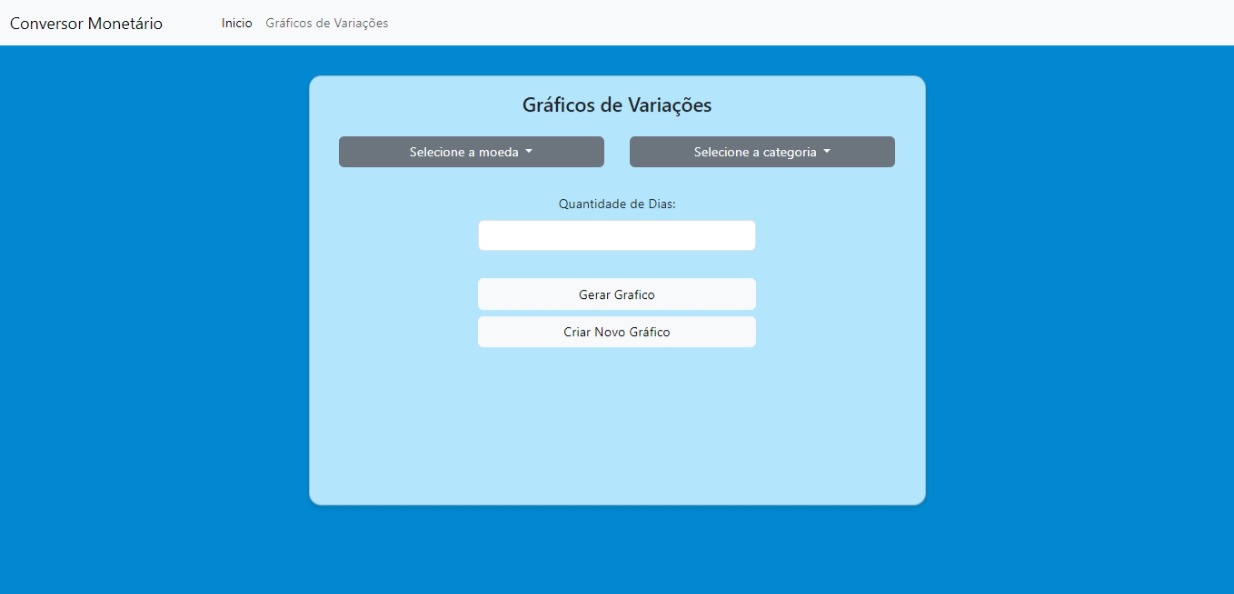 Conversor Monetário
Inicio Gráficos de Variações
Gráficos de Variações
Selecione a moeda
Selecione a categoria
Quantidade de Dias:
Gerar Grafico
Criar Novo Gráfico